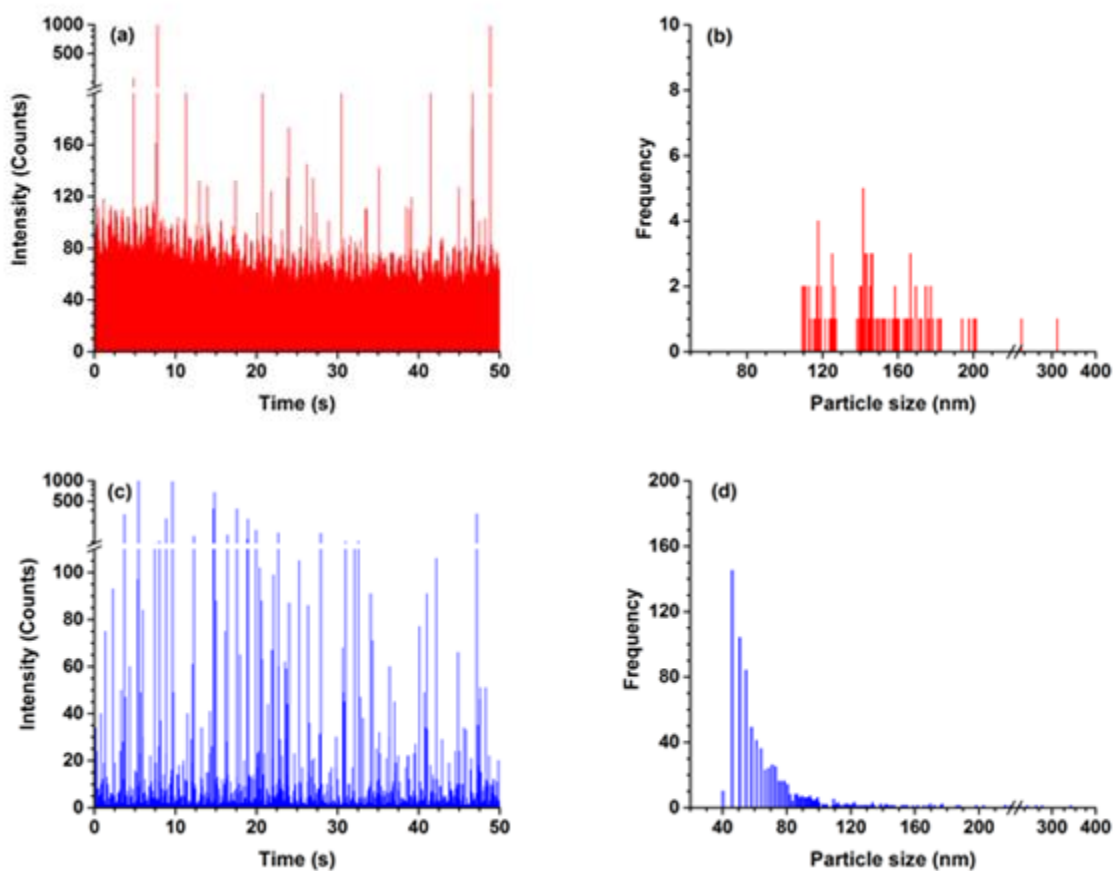 (a)
1000
500
160
120
80
40
0
Intensity (Counts)
0 10 20 30 40 50
Time (s)
(b)
10
8
6
4
2
0
Frequency
80 120 160 200 300 400
Particle size (nm)
(c)
1000
500
100
80
60
40
20
0
Intensity (Counts)
0 10 20 30 40 50
Time (s)
(d)
200
160
120
80
40
0
Frequency
40 80 120 160 200 300 400
Particle size (nm)